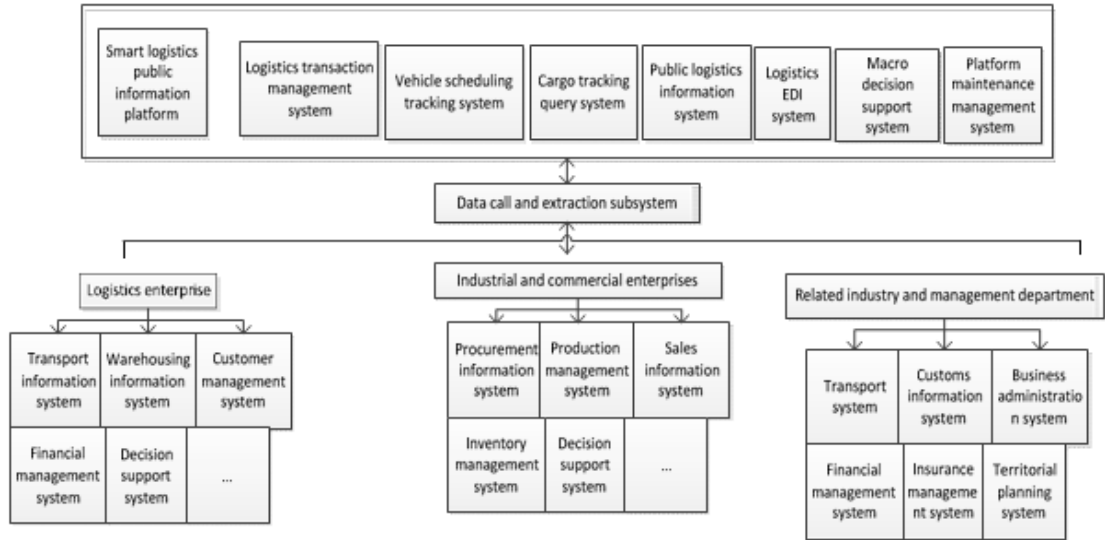 Smart logistics
public
information
platform
Logistics transaction
management
system
Vehicle scheduling
tracking system
Cargo tracking
query system
Public logistics
information
system
Logistics
EDI
system
Macro
decision
support
system
Platform
maintenance
management
system
Data call and extraction subsystem
Logistics enterprise
Transport
information
system
Warehousing
information
system
Customer
management
system
Financial
management
system
Decision
support
system
...
Industrial and commercial enterprises
Procurement
information
system
Production
management
system
Sales
information
system
Inventory
management
system
Decision
support
system
...
Related industry and management department
Transport
system
Customs
information
system
Business
administratio
n system
Financial
management
system
Insurance
manageme
nt system
Territorial
planning
system